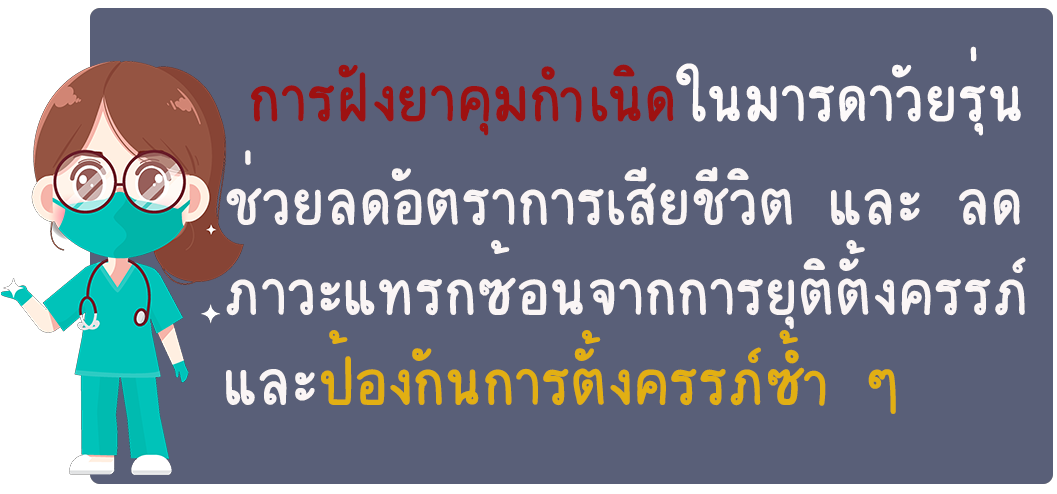 การฝังยาคุมกำเนิดในมารดาวัยรุ่น
ช่วยลดอัตราการเสียชีวิต และ ลด
ภาวะแทรกซ้อนจากการยุติตั้งครรภ์
และป้องกันการตั้งครรภ์ซ้ำ ๆ